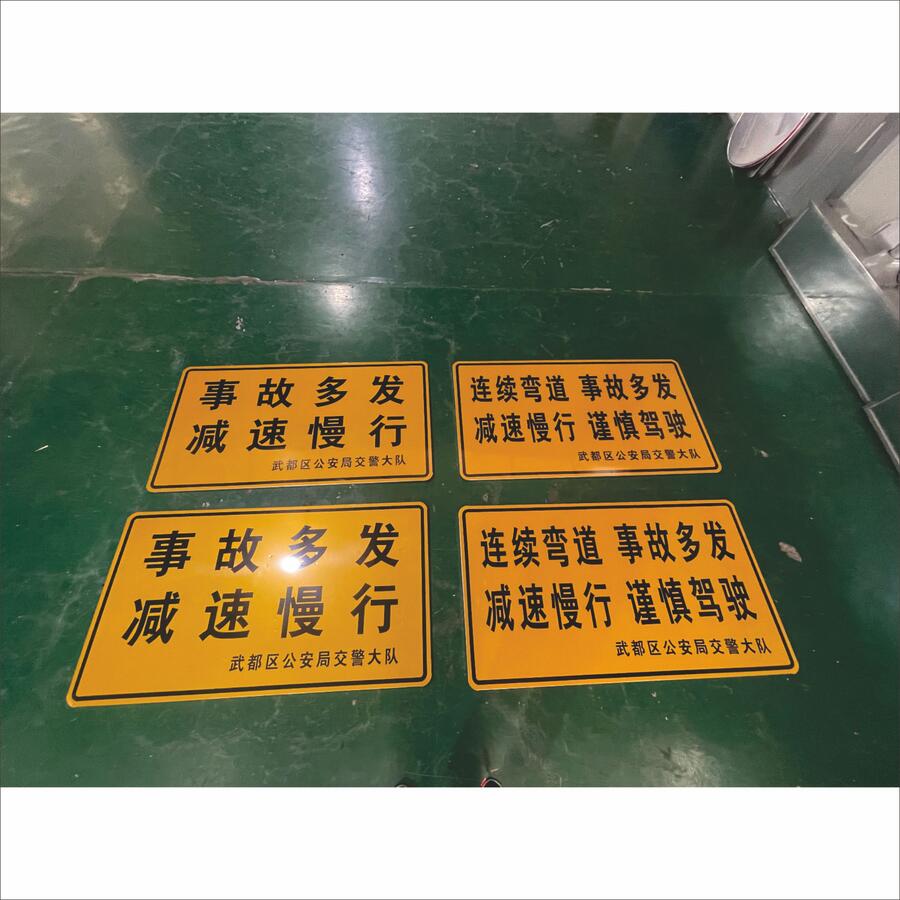 事故多发
减速慢行
武都区公安局交警大队
连续弯道 事故多发
减速慢行 谨慎驾驶
武都区公安局交警大队
事故多发
减速慢行
武都区公安局交警大队
连续弯道 事故多发
减速慢行 谨慎驾驶
武都区公安局交警大队